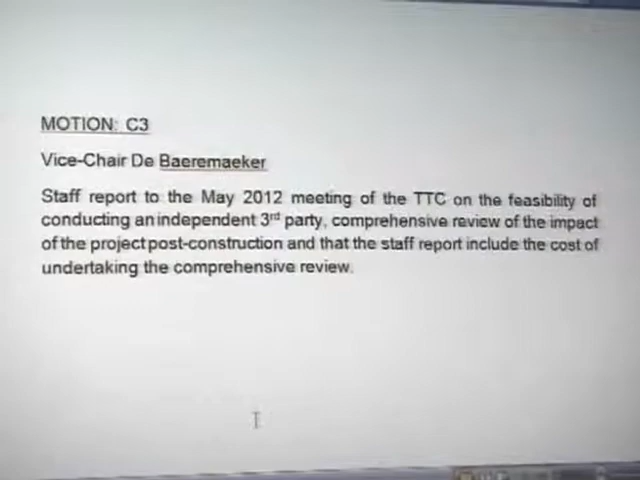 MOTION: C3
Vice-Chair De Baeremaeker
Staff report to the May 2012 meeting of the TTC on the feasibility of
conducting an independent 3rd party, comprehensive review of the impact
of the project post-construction and that the staff report include the cost of
undertaking the comprehensive review.